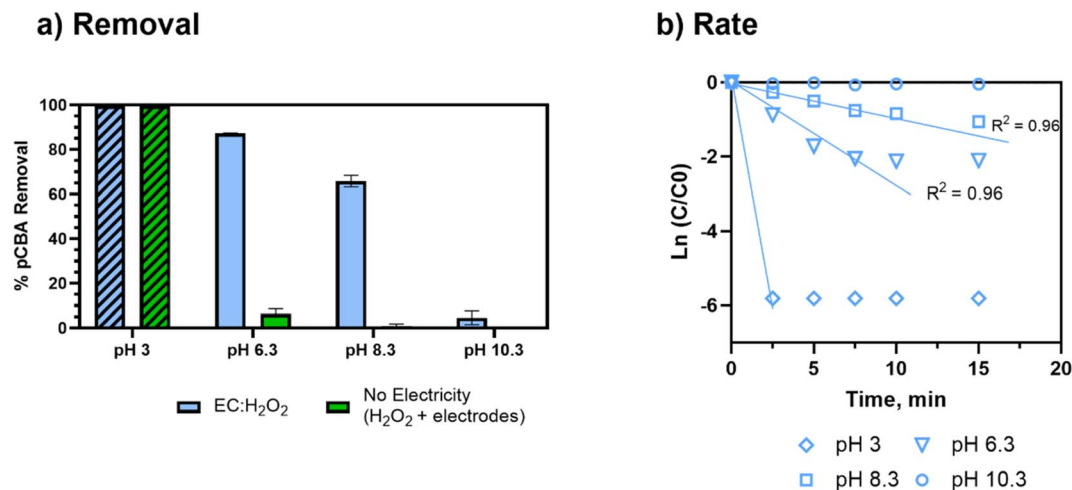 a) Removal
100
80
60
40
20
0
% pCBA Removal
pH 3
pH 6.3
pH 8.3
pH 10.3
EC:H₂O₂
No Electricity
(H₂O₂ + electrodes)
b) Rate
0
-2
-4
-6
Ln (C/C0)
R² = 0.96
R² = 0.96
0
5
10
15
20
Time, min
pH 3
pH 6.3
pH 8.3
pH 10.3